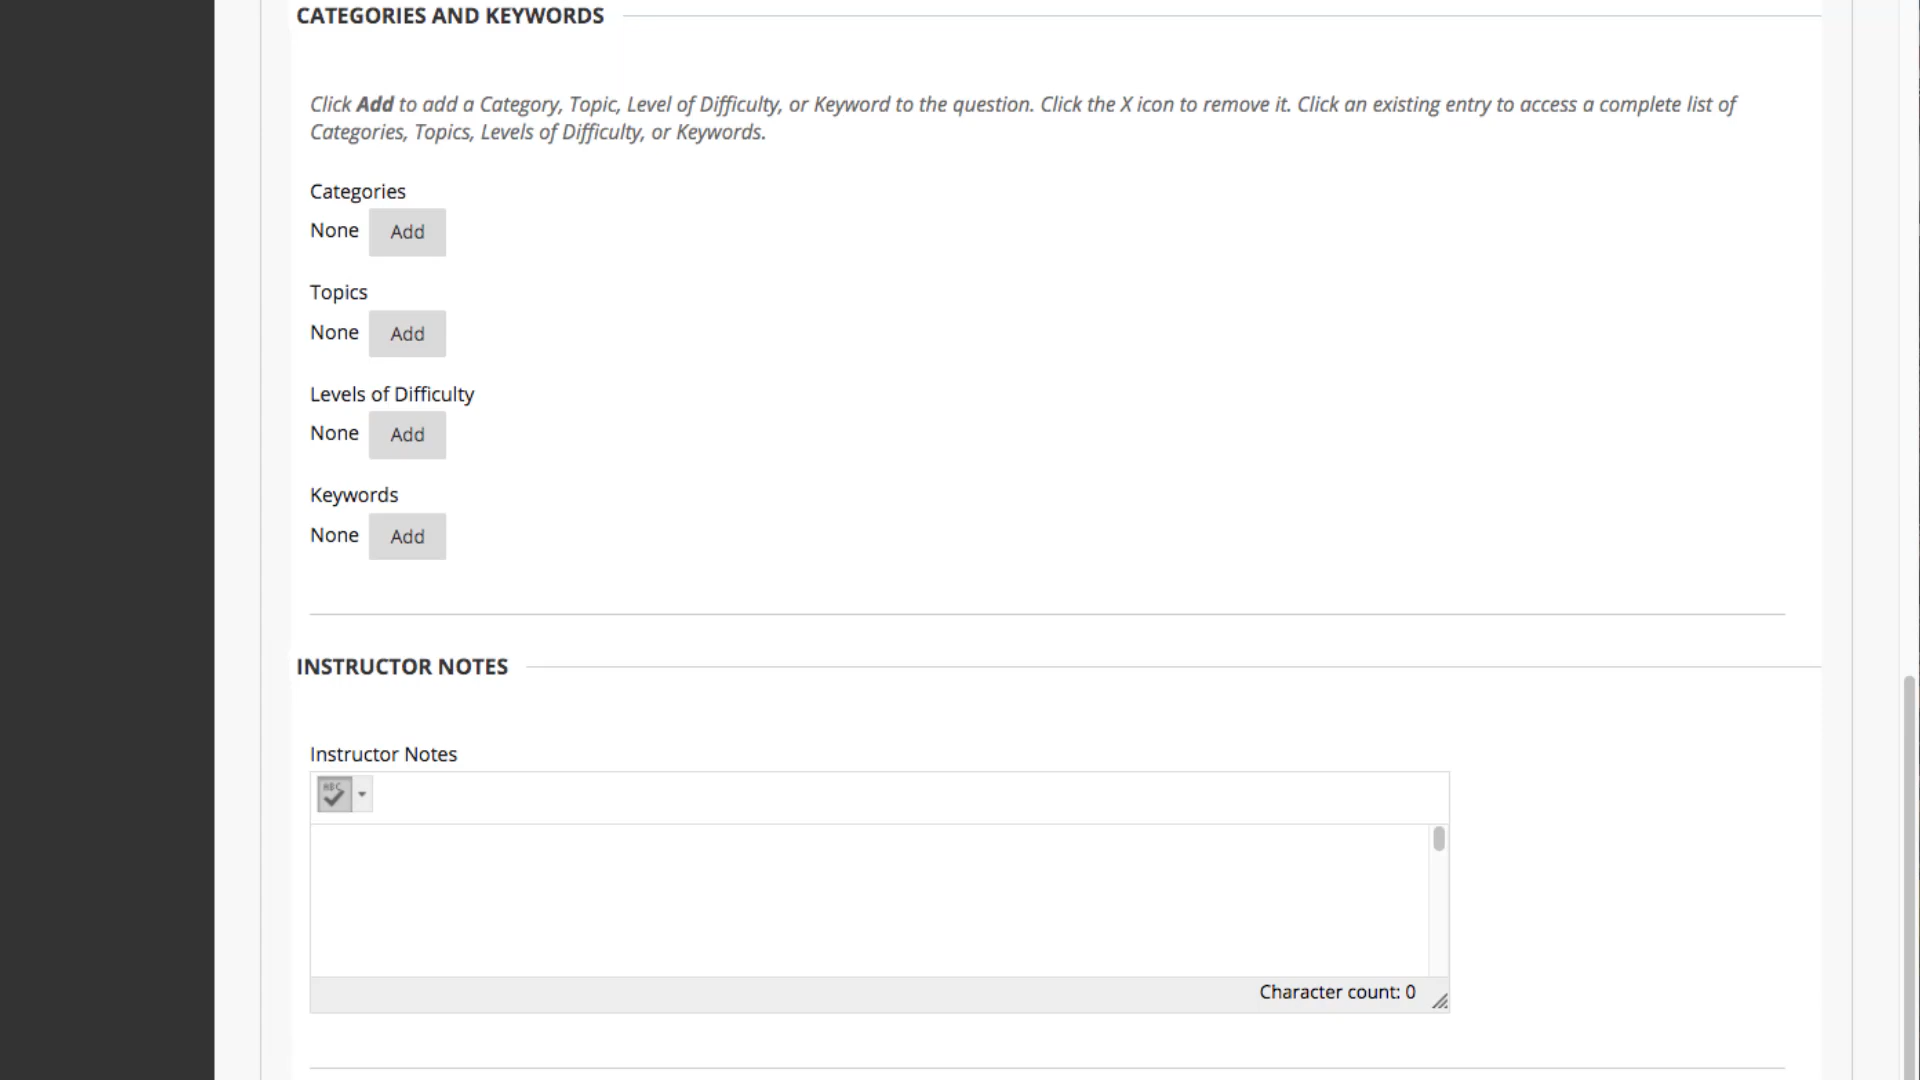 CATEGORIES AND KEYWORDS
Click Add to add a Category, Topic, Level of Difficulty, or Keyword to the question. Click the X icon to remove it. Click an existing entry to access a complete list of
Categories, Topics, Levels of Difficulty, or Keywords.
Categories
None Add
Topics
None Add
Levels of Difficulty
None Add
Keywords
None Add
INSTRUCTOR NOTES
Instructor Notes
ABC
Character count: 0